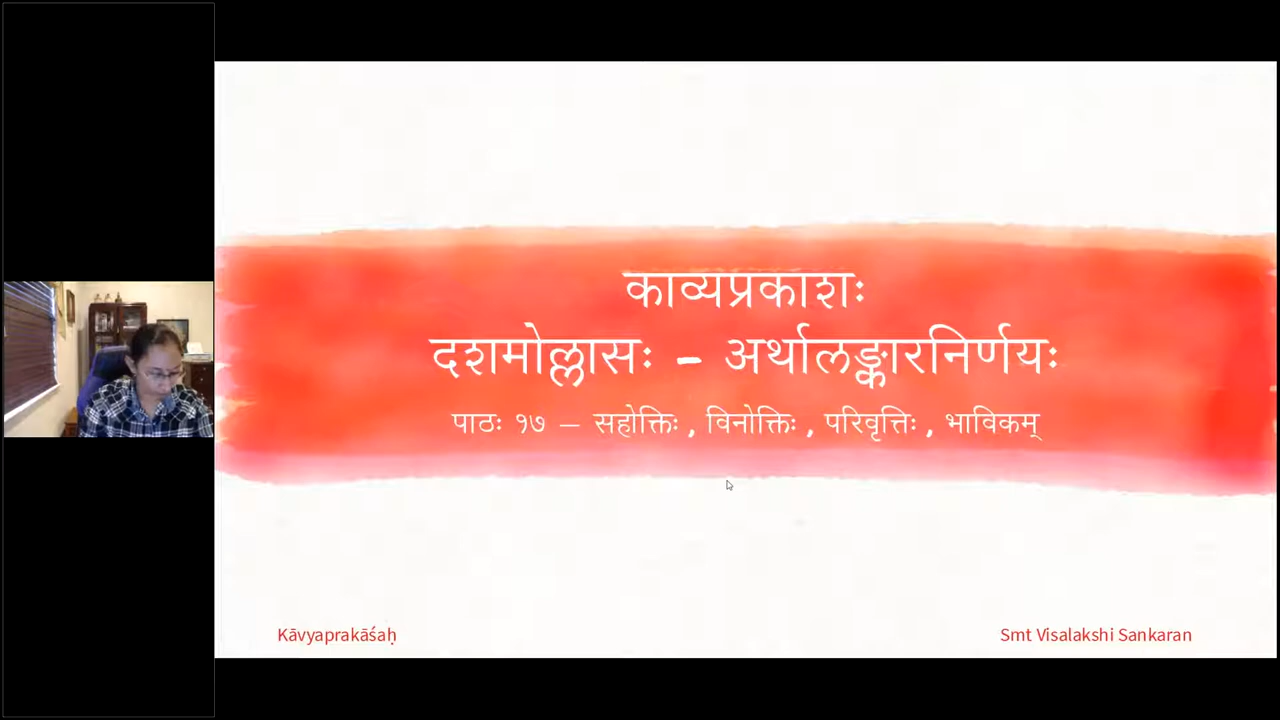 काव्यप्रकाशः
दशमोल्लासः - अर्थालङ्कारनिर्णयः
पाठः १७ – सहोक्तिः , विनोक्तिः , परिवृत्तिः , भाविकम्
Kāvyaprakāśaḥ
Smt Visalakshi Sankaran